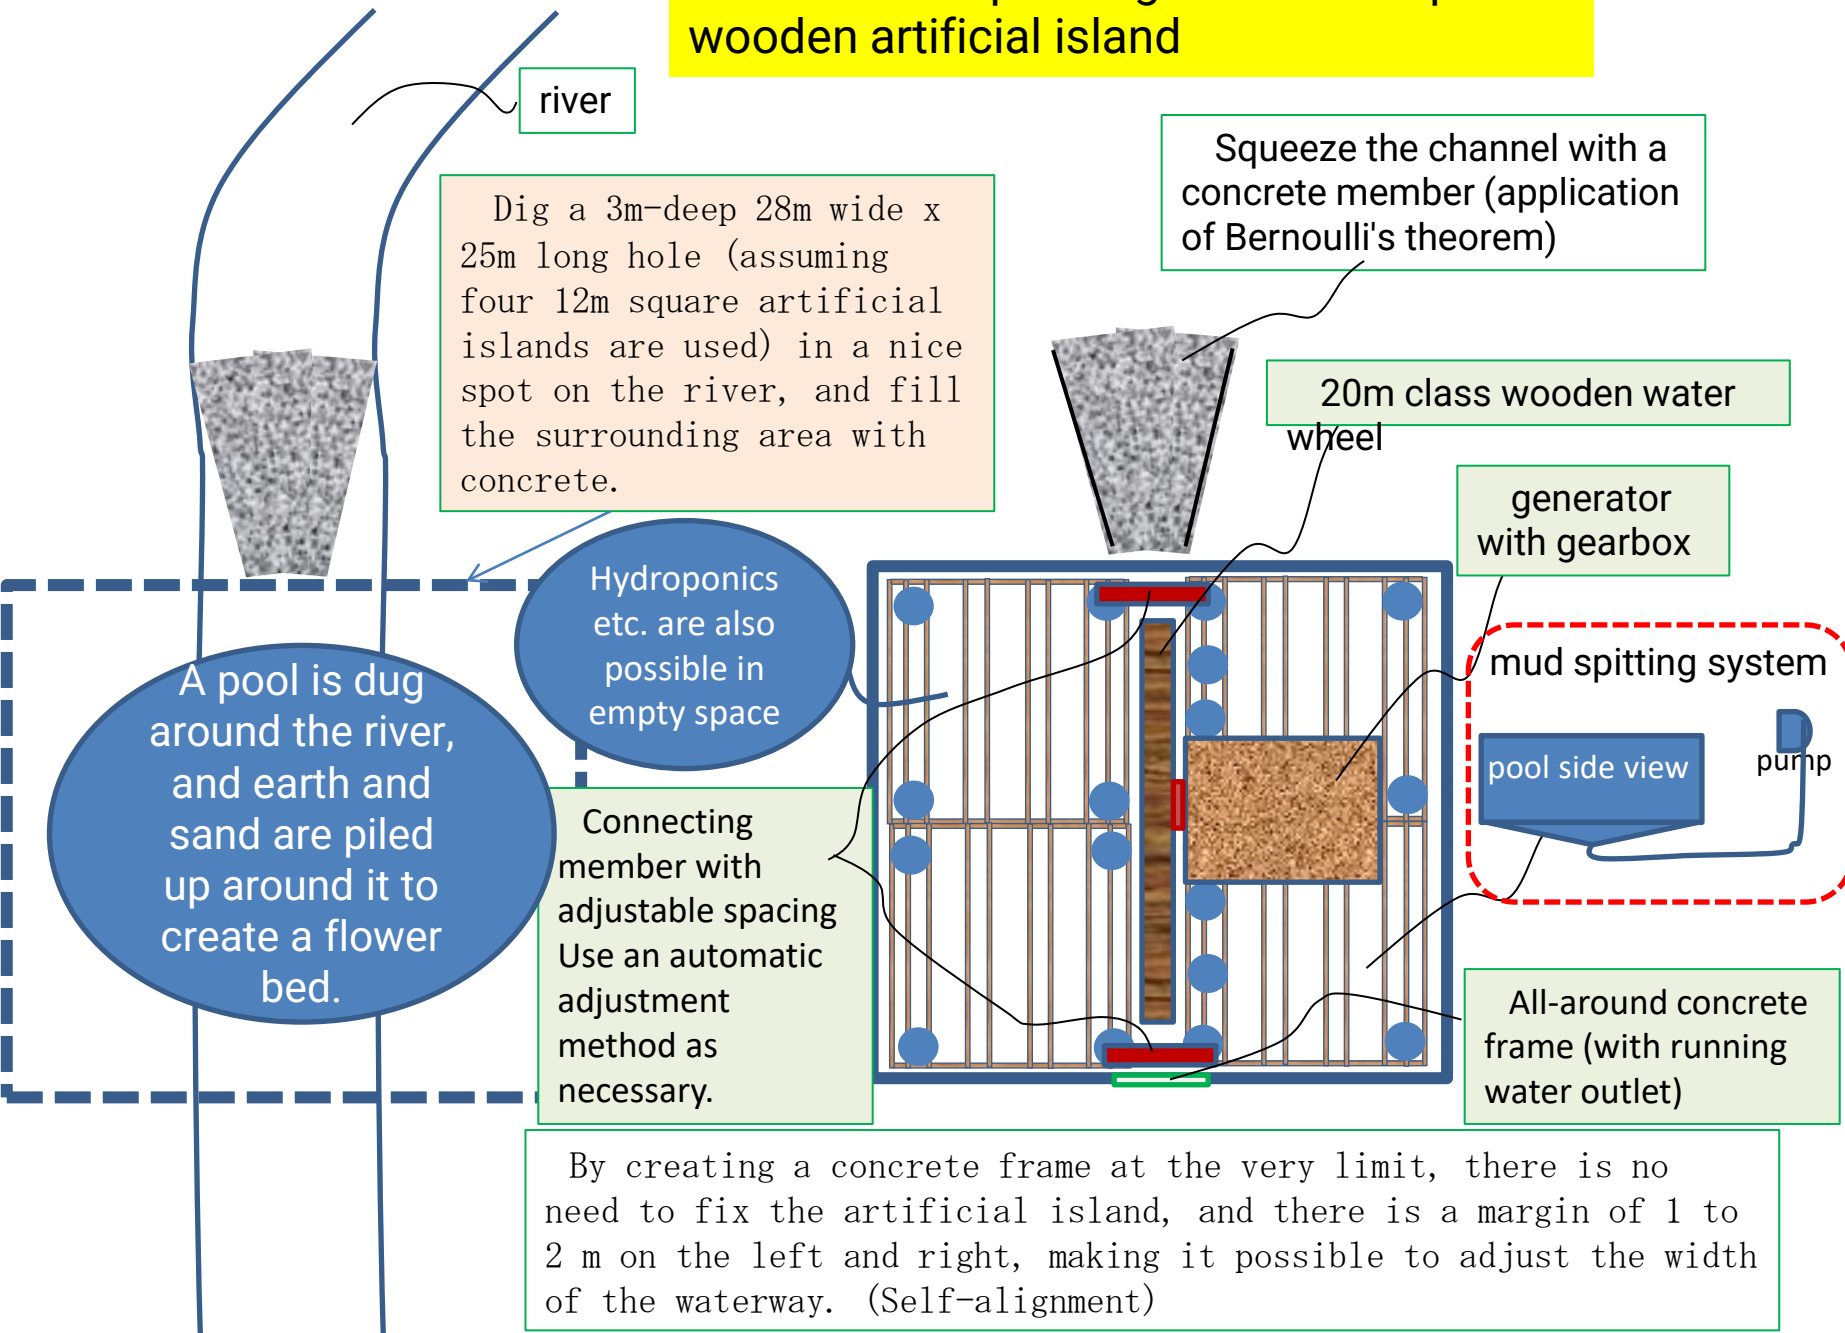 wooden artificial island
river
Squeeze the channel with a
concrete member (application
of Bernoulli's theorem)
Dig a 3m-deep 28m wide x
25m long hole (assuming
four 12m square artificial
islands are used) in a nice
spot on the river, and fill
the surrounding area with
concrete.
20m class wooden water
wheel
generator
with gearbox
Hydroponics
etc. are also
possible in
empty space
mud spitting system
pool side view
pump
A pool is dug
around the river,
and earth and
sand are piled
up around it to
create a flower
bed.
Connecting
member with
adjustable spacing
Use an automatic
adjustment
method as
necessary.
All-around concrete
frame (with running
water outlet)
By creating a concrete frame at the very limit, there is no
need to fix the artificial island, and there is a margin of 1 to
2 m on the left and right, making it possible to adjust the width
of the waterway. (Self-alignment)